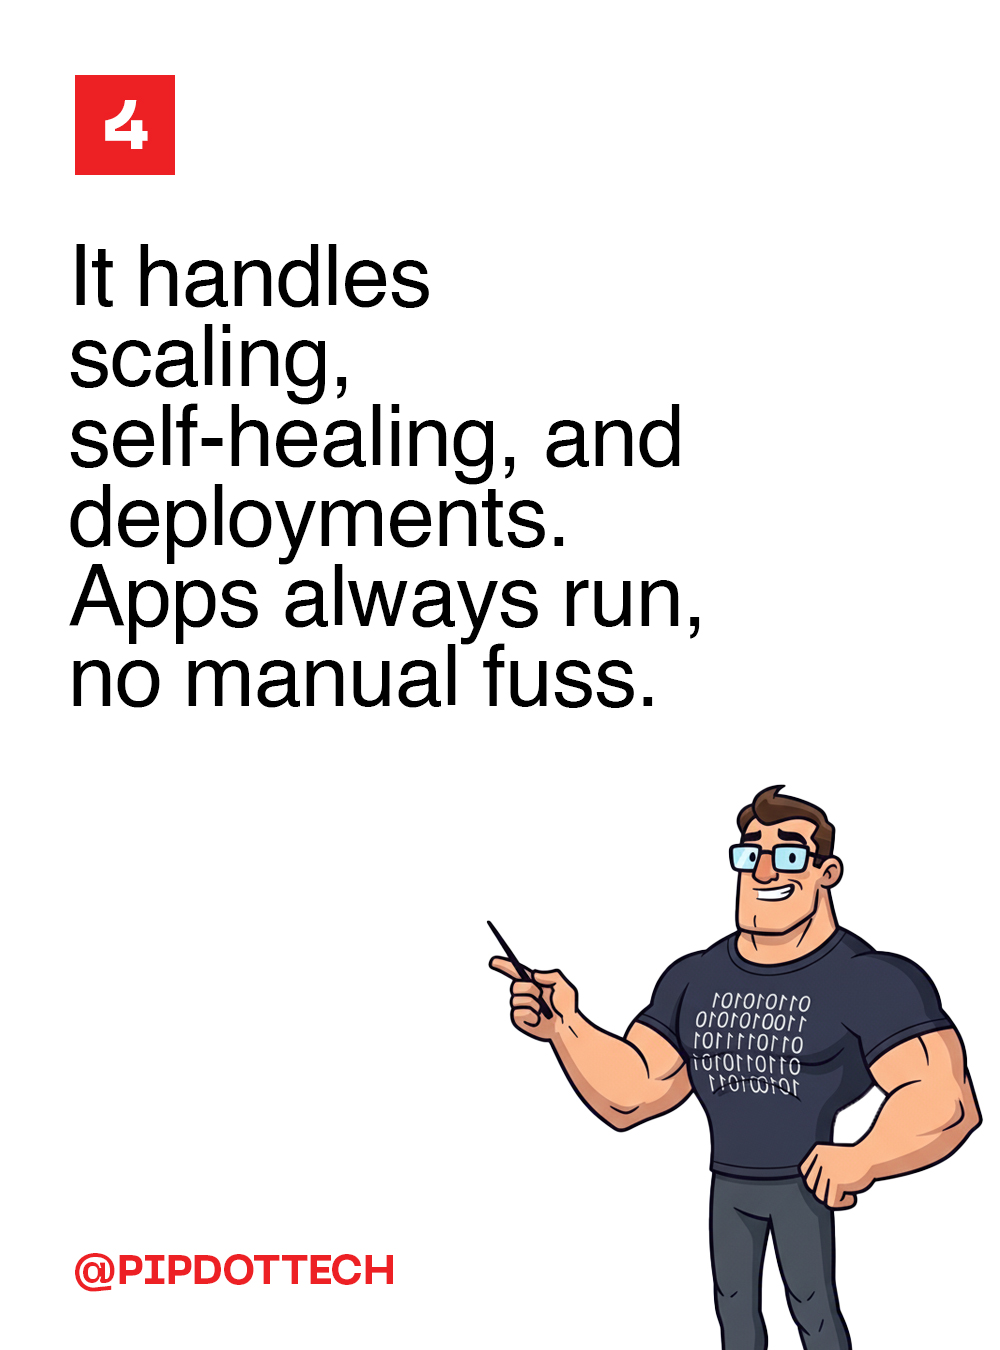 4
It handles
scaling,
self-healing, and
deployments.
Apps always run,
no manual fuss.
@PIPDOTTECH